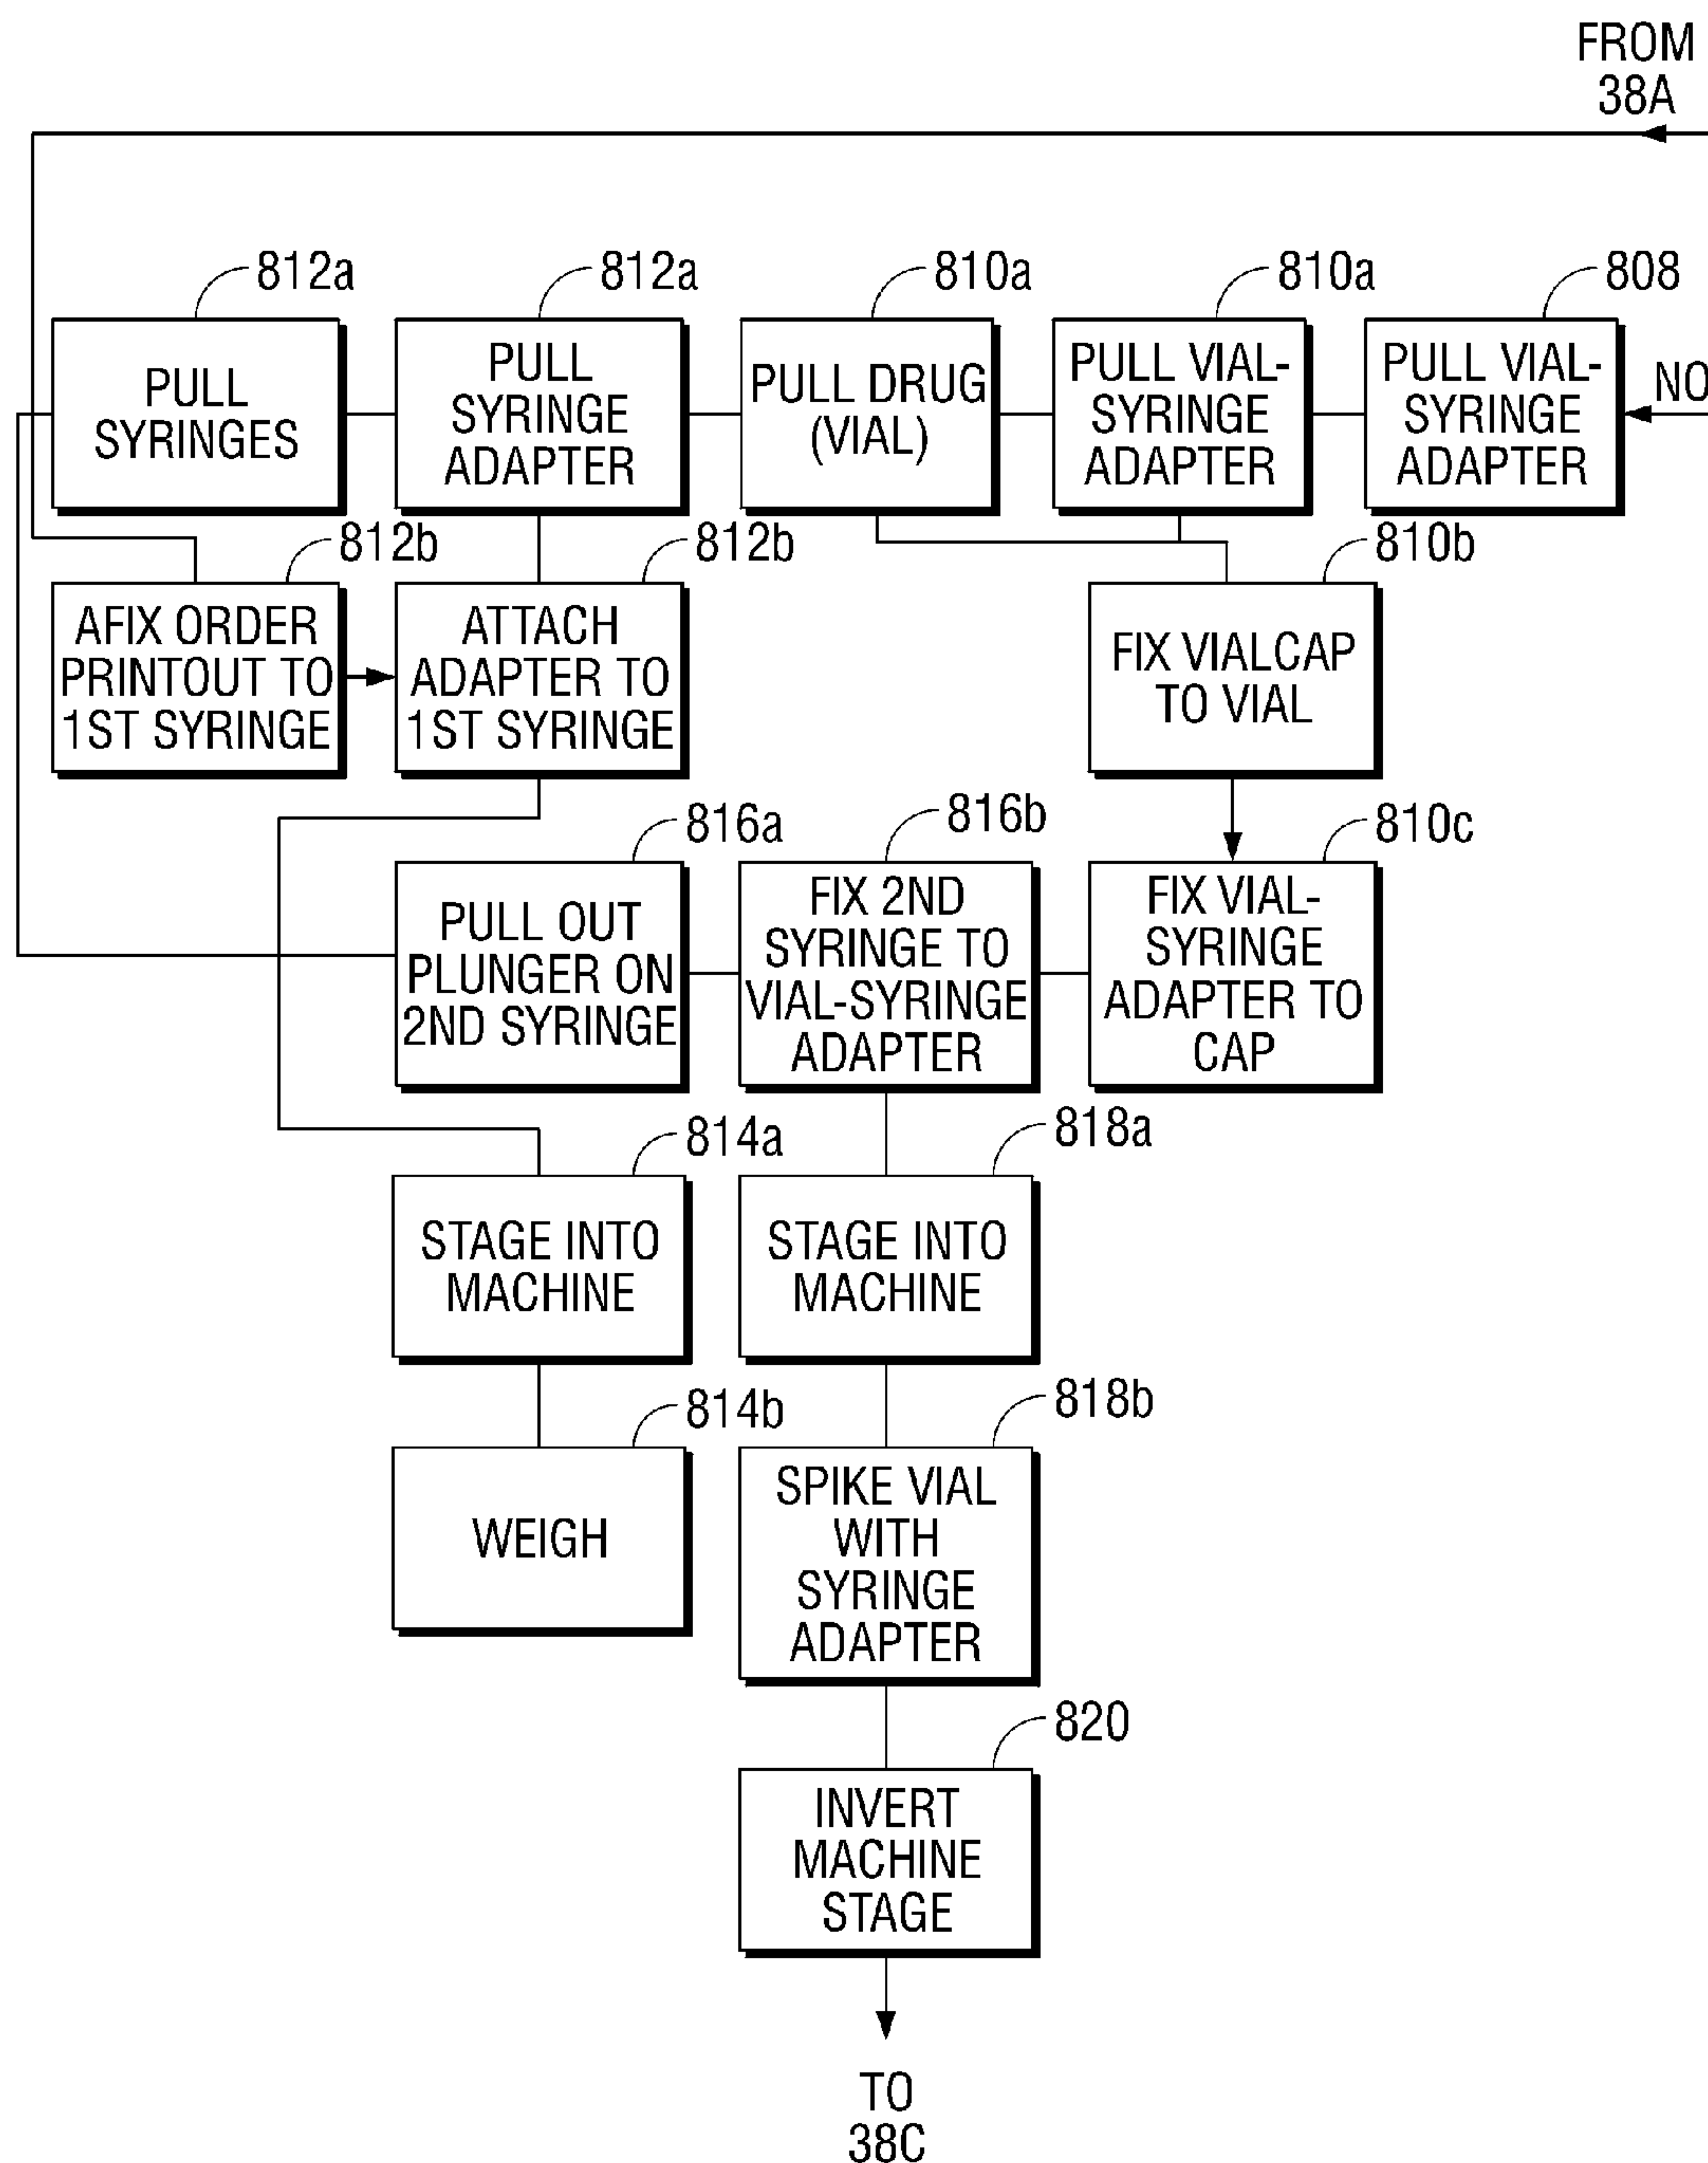 FROM
38A
812a
812a
810a
810a
808
PULL
SYRINGES
PULL
SYRINGE
ADAPTER
PULL DRUG
(VIAL)
PULL VIAL-
SYRINGE
ADAPTER
PULL VIAL-
SYRINGE
ADAPTER
NO
812b
812b
810b
AFIX ORDER
PRINTOUT TO
1ST SYRINGE
ATTACH
ADAPTER TO
1ST SYRINGE
FIX VIALCAP
TO VIAL
816a
816b
810c
PULL OUT
PLUNGER ON
2ND SYRINGE
FIX 2ND
SYRINGE TO
VIAL-SYRINGE
ADAPTER
FIX VIAL-
SYRINGE
ADAPTER TO
CAP
814a
818a
STAGE INTO
MACHINE
STAGE INTO
MACHINE
814b
818b
WEIGH
SPIKE VIAL
WITH
SYRINGE
ADAPTER
820
INVERT
MACHINE
STAGE
TO
38C